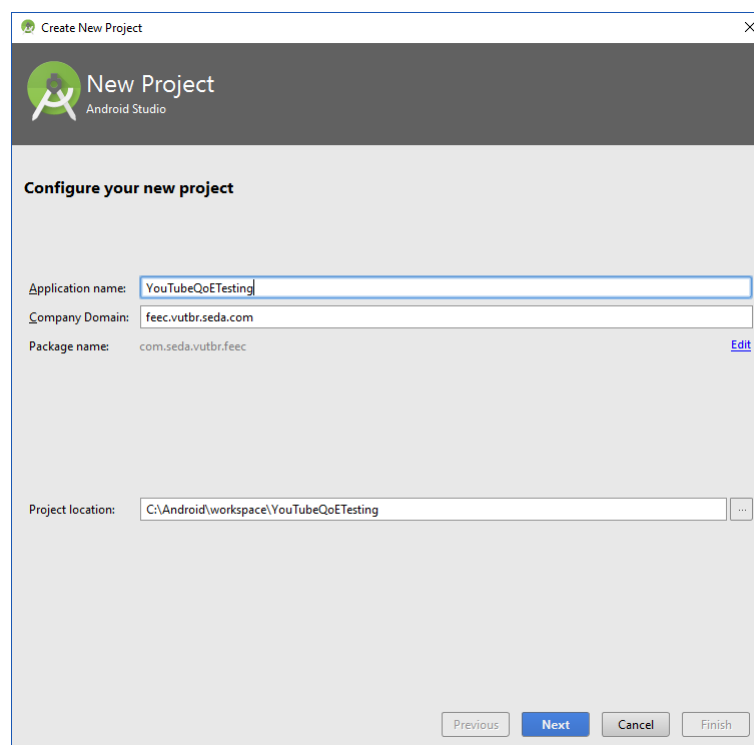 Create New Project
New Project
Android Studio
Configure your new project
Application name: YouTubeQoETesting
Company Domain: feec.vutbr.seda.com
Package name: com.seda.vutbr.feec Edit
Project location: C:\Android\workspace\YouTubeQoETesting ...
Previous Next Cancel Finish